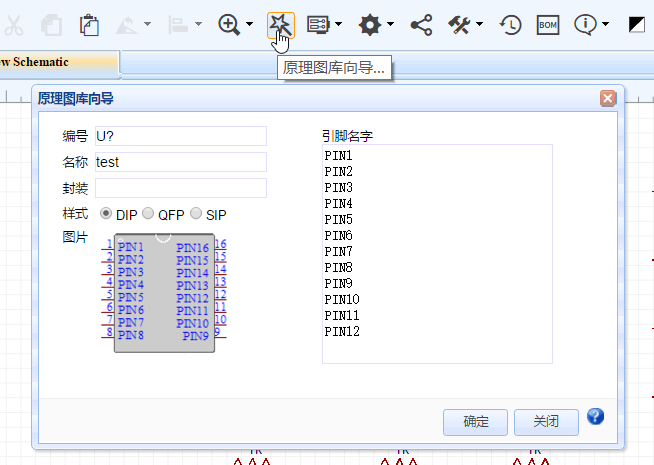 BOM
w Schematic
原理图库向导...
原理图库向导
编号 U?
名称 test
封装
样式 DIP QFP SIP
图片
1 PIN1 PIN16 16
2 PIN2 PIN15 15
3 PIN3 PIN14 14
4 PIN4 PIN13 13
5 PIN5 PIN12 12
6 PIN6 PIN11 11
7 PIN7 PIN10 10
8 PIN8 PIN9 9
引脚名字
PIN1
PIN2
PIN3
PIN4
PIN5
PIN6
PIN7
PIN8
PIN9
PIN10
PIN11
PIN12
确定 关闭 ?